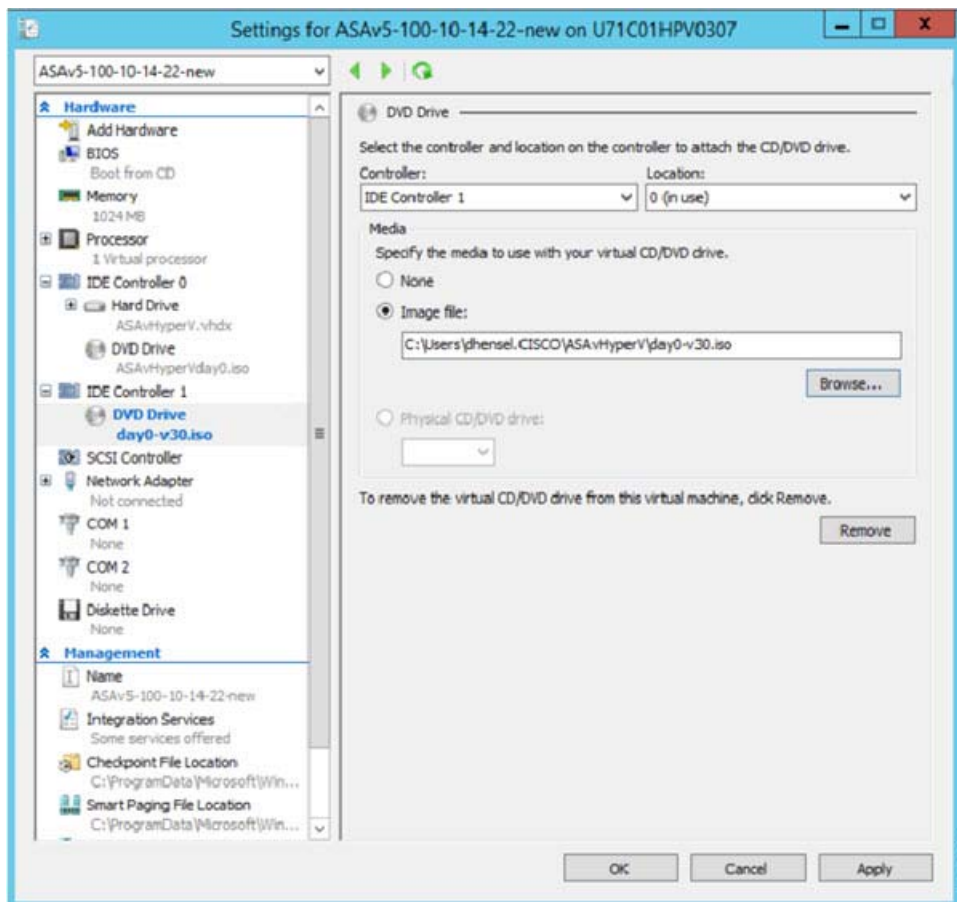 Settings for ASAv5-100-10-14-22-new on U71C01HPV0307
ASAv5-100-10-14-22-new
Hardware
Add Hardware
BIOS
Boot from CD
Memory
1024 MB
Processor
1 Virtual processor
IDE Controller 0
Hard Drive
ASAvHyperV.vhdx
DVD Drive
ASAvHyperVday0.iso
IDE Controller 1
DVD Drive
day0-v30.iso
SCSI Controller
Network Adapter
Not connected
COM 1
None
COM 2
None
Diskette Drive
None
Management
Name
ASAv5-100-10-14-22-new
Integration Services
Some services offered
Checkpoint File Location
C:\ProgramData\Microsoft\Win...
Smart Paging File Location
C:\ProgramData\Microsoft\Win...
DVD Drive
Select the controller and location on the controller to attach the CD/DVD drive.
Controller: Location:
IDE Controller 1 0 (in use)
Media
Specify the media to use with your virtual CD/DVD drive.
None
Image file:
C:\Users\dhensel.CISCO\ASAvHyperV\day0-v30.iso
Browse...
Physical CD/DVD drive:
To remove the virtual CD/DVD drive from this virtual machine, click Remove.
Remove
OK Cancel Apply